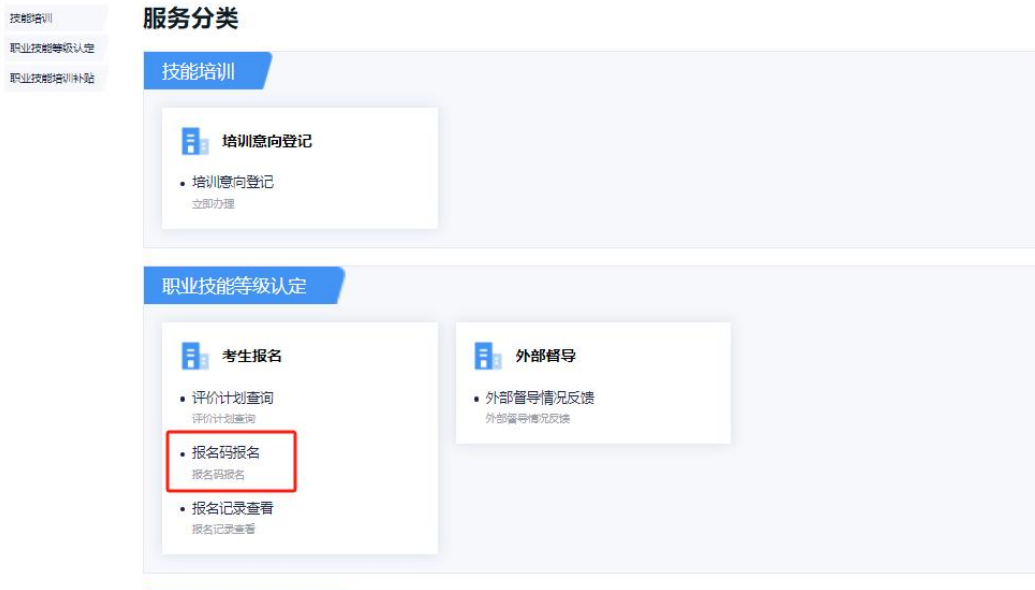 技能培训
职业技能等级认定
职业技能培训补贴
服务分类
技能培训
培训意向登记
培训意向登记
立即办理
职业技能等级认定
考生报名
评价计划查询
评价计划查询
报名码报名
报名码报名
报名记录查看
报名记录查看
外部督导
外部督导情况反馈
外部督导情况反馈